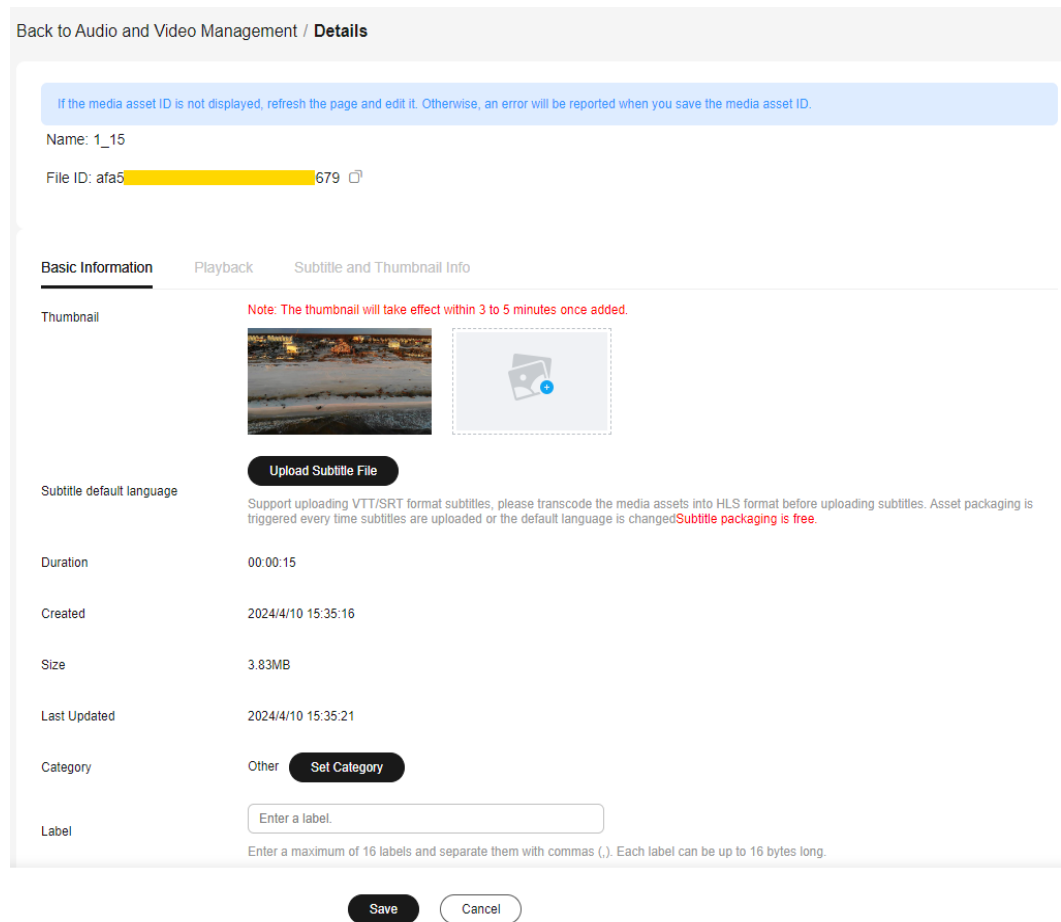 Back to Audio and Video Management / Details
If the media asset ID is not displayed, refresh the page and edit it. Otherwise, an error will be reported when you save the media asset ID.
Name: 1_15
File ID: afa5 679
Basic Information Playback Subtitle and Thumbnail Info
Thumbnail
Note: The thumbnail will take effect within 3 to 5 minutes once added.
Upload Subtitle File
Subtitle default language
Support uploading VTT/SRT format subtitles, please transcode the media assets into HLS format before uploading subtitles. Asset packaging is
triggered every time subtitles are uploaded or the default language is changedSubtitle packaging is free.
Duration 00:00:15
Created 2024/4/10 15:35:16
Size 3.83MB
Last Updated 2024/4/10 15:35:21
Category Other Set Category
Label Enter a label.
Enter a maximum of 16 labels and separate them with commas (,). Each label can be up to 16 bytes long.
Save Cancel